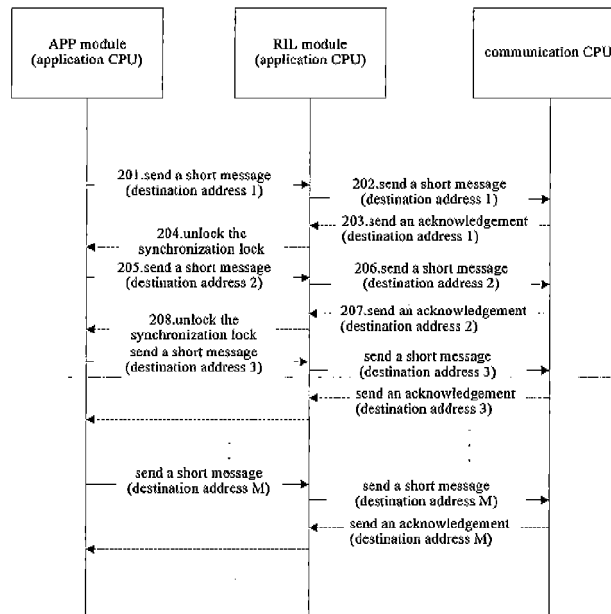 APP module
(application CPU)
RIL module
(application CPU)
communication CPU
201.send a short message
(destination address 1)
202.send a short message
(destination address 1)
203.send an acknowledgement
(destination address 1)
204.unlock the
synchronization lock
205.send a short message
(destination address 2)
206.send a short message
(destination address 2)
207.send an acknowledgement
(destination address 2)
208.unlock the
synchronization lock
send a short message
(destination address 3)
send a short message
(destination address 3)
send an acknowledgement
(destination address 3)
send a short message
(destination address M)
send a short message
(destination address M)
send an acknowledgement
(destination address M)